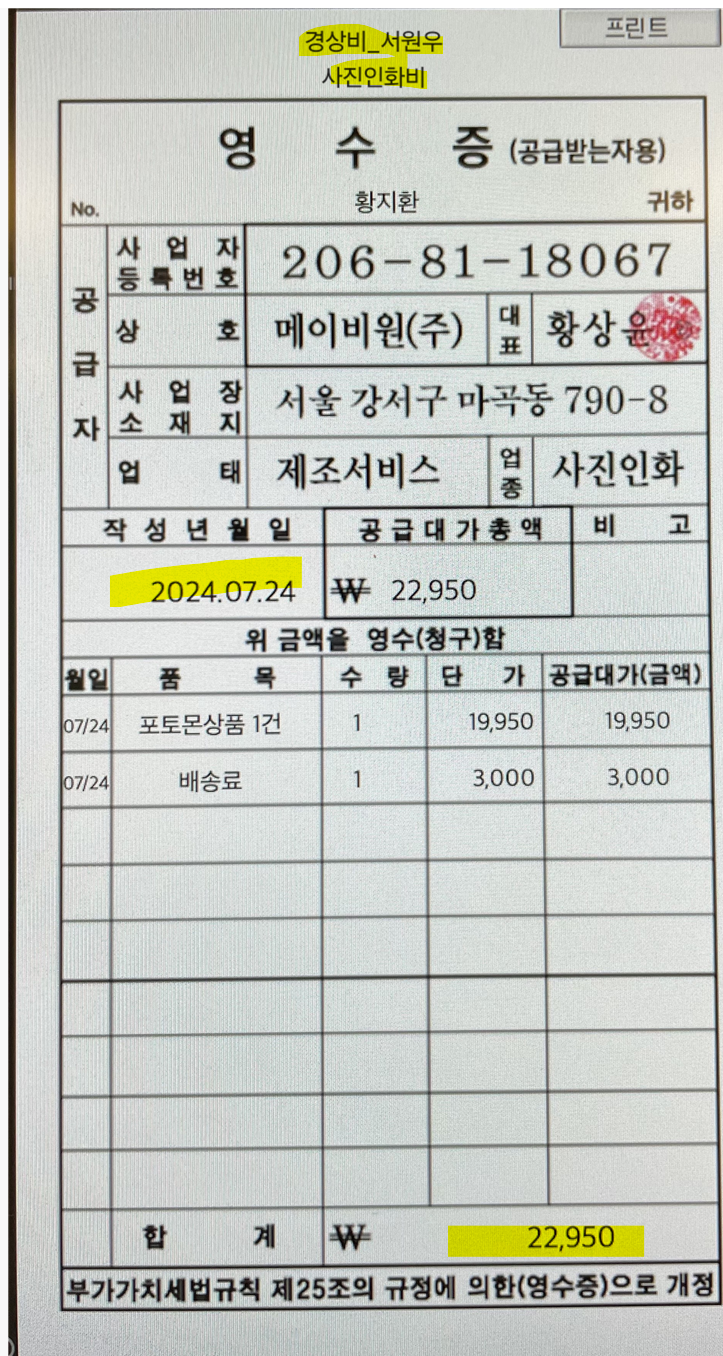 프린트
경상비_서원우
사진인화비
영 수 증 (공급받는자용)
No. 황지환 귀하
공급자
사업자등록번호 206-81-18067
상호 메이비원(주) 대표 황상윤
사업장소재지 서울 강서구 마곡동 790-8
업태 제조서비스 업종 사진인화
작성년월일 공급대가총액 비고
2024.07.24 ₩ 22,950
위 금액을 영수(청구)함
월일 품목 수량 단가 공급대가(금액)
07/24 포토몬상품 1건 1 19,950 19,950
07/24 배송료 1 3,000 3,000
합계 ₩ 22,950
부가가치세법규칙 제25조의 규정에 의한(영수증)으로 개정